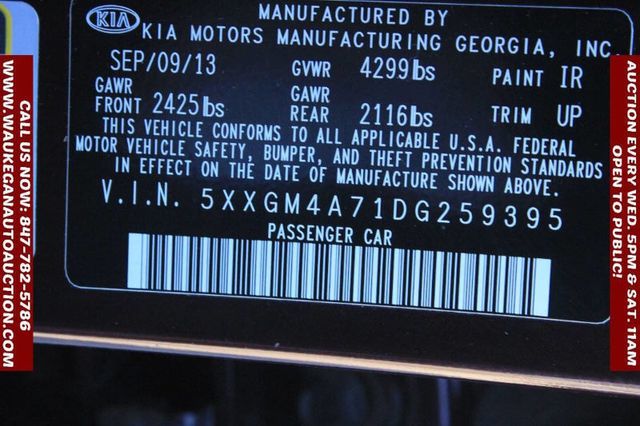 KIA
MANUFACTURED BY
KIA MOTORS MANUFACTURING GEORGIA, INC.
SEP/09/13 GVWR 4299lbs PAINT IR
GAWR FRONT 2425lbs GAWR REAR 2116lbs TRIM UP
THIS VEHICLE CONFORMS TO ALL APPLICABLE U.S.A. FEDERAL
MOTOR VEHICLE SAFETY, BUMPER, AND THEFT PREVENTION STANDARDS
IN EFFECT ON THE DATE OF MANUFACTURE SHOWN ABOVE.
V.I.N. 5XXGM4A71DG259395
PASSENGER CAR
CALL US NOW: 847-782-5786
WWW.WAUKEGANAUTOAUCTION.COM
AUCTION EVERY WED. 5PM & SAT. 11AM
OPEN TO PUBLIC!